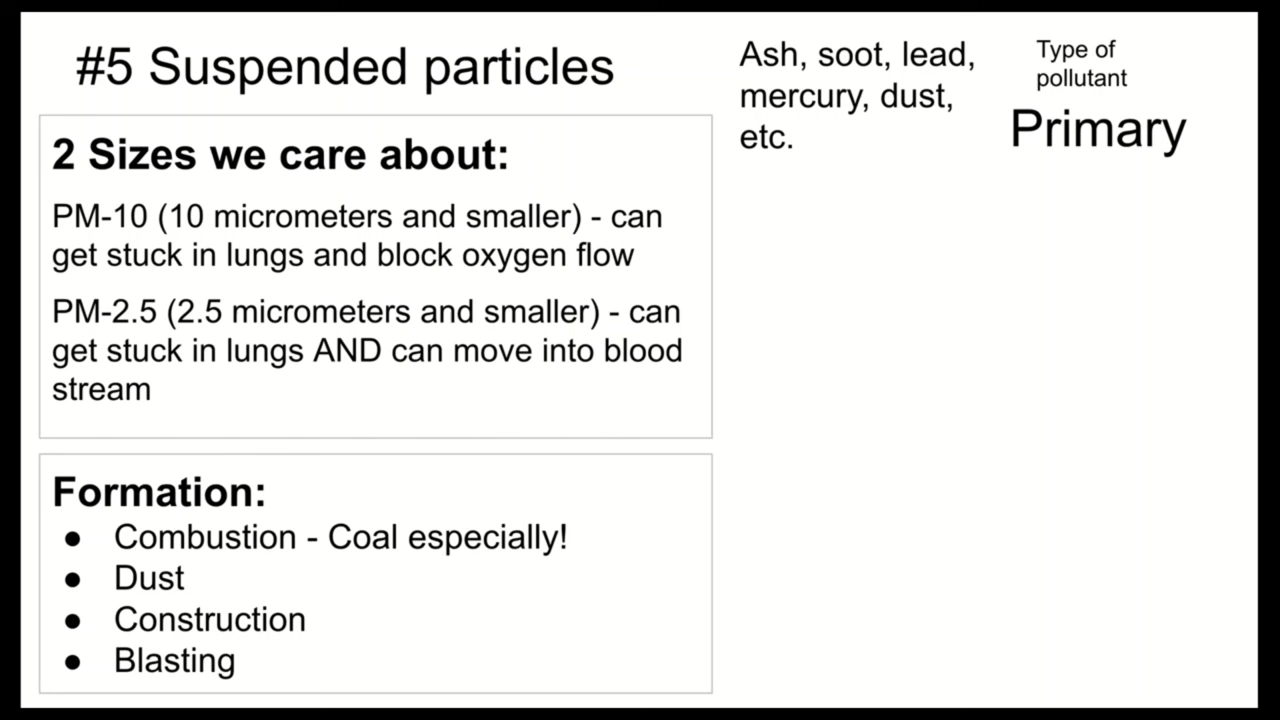 #5 Suspended particles
2 Sizes we care about:
PM-10 (10 micrometers and smaller) - can
get stuck in lungs and block oxygen flow
PM-2.5 (2.5 micrometers and smaller) - can
get stuck in lungs AND can move into blood
stream
Formation:
● Combustion - Coal especially!
● Dust
● Construction
● Blasting
Ash, soot, lead,
mercury, dust,
etc.
Type of
pollutant
Primary